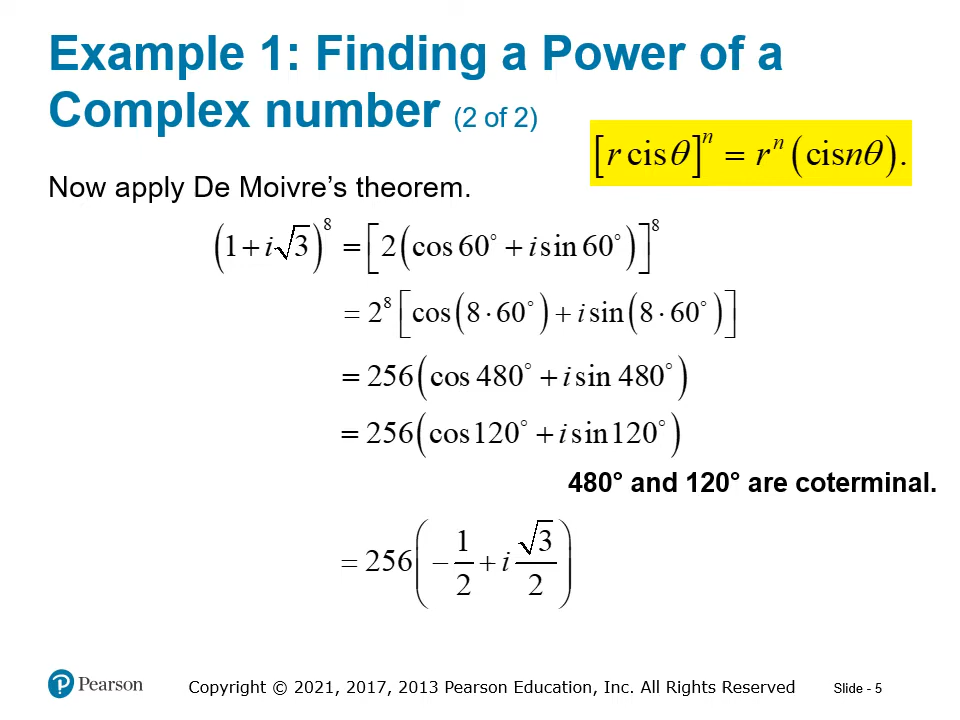 Example 1: Finding a Power of a
Complex number (2 of 2)
[r cis θ]ⁿ = rⁿ (cis nθ).
Now apply De Moivre’s theorem.
(1 + i√3)⁸ = [2(cos 60° + i sin 60°)]⁸
= 2⁸ [cos(8 · 60°) + i sin(8 · 60°)]
= 256(cos 480° + i sin 480°)
= 256(cos 120° + i sin 120°)
480° and 120° are coterminal.
= 256(−1/2 + i √3/2)
P Pearson
Copyright © 2021, 2017, 2013 Pearson Education, Inc. All Rights Reserved
Slide - 5